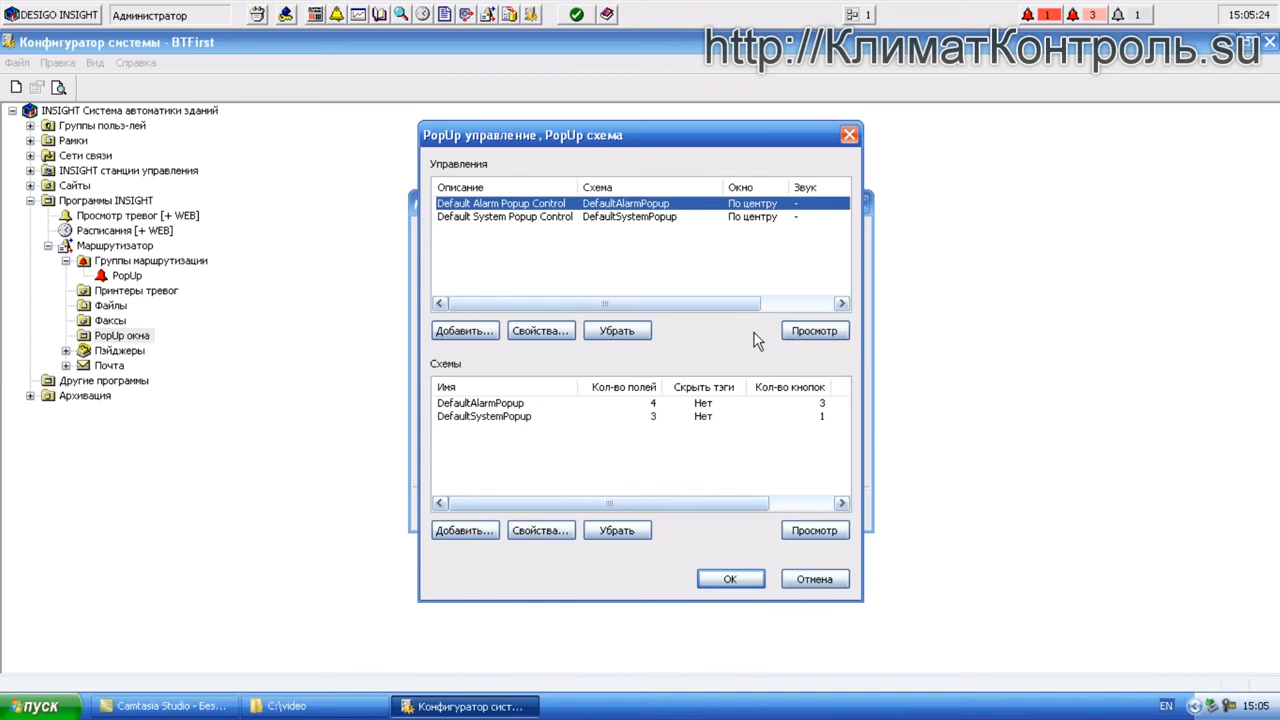 DESIGO INSIGHT
Администратор
1
1
3
1
15:05:24
Конфигуратор системы - BTFirst
http://КлиматКонтроль.su
Файл Правка Вид Справка
INSIGHT Система автоматики зданий
Группы польз-лей
Рамки
Сети связи
INSIGHT станции управления
Сайты
Программы INSIGHT
Просмотр тревог [+ WEB]
Расписания [+ WEB]
Маршрутизатор
Группы маршрутизации
PopUp
Принтеры тревог
Файлы
Факсы
PopUp окна
Пэйджеры
Почта
Другие программы
Архивация
PopUp управление, PopUp схема
Управления
Описание Схема Окно Звук
Default Alarm Popup Control DefaultAlarmPopup По центру -
Default System Popup Control DefaultSystemPopup По центру -
Добавить... Свойства... Убрать Просмотр
Схемы
Имя Кол-во полей Скрыть тэги Кол-во кнопок
DefaultAlarmPopup 4 Нет 3
DefaultSystemPopup 3 Нет 1
Добавить... Свойства... Убрать Просмотр
ОК Отмена
пуск
Camtasia Studio - Без...
C:\video
Конфигуратор сист...
EN
15:05